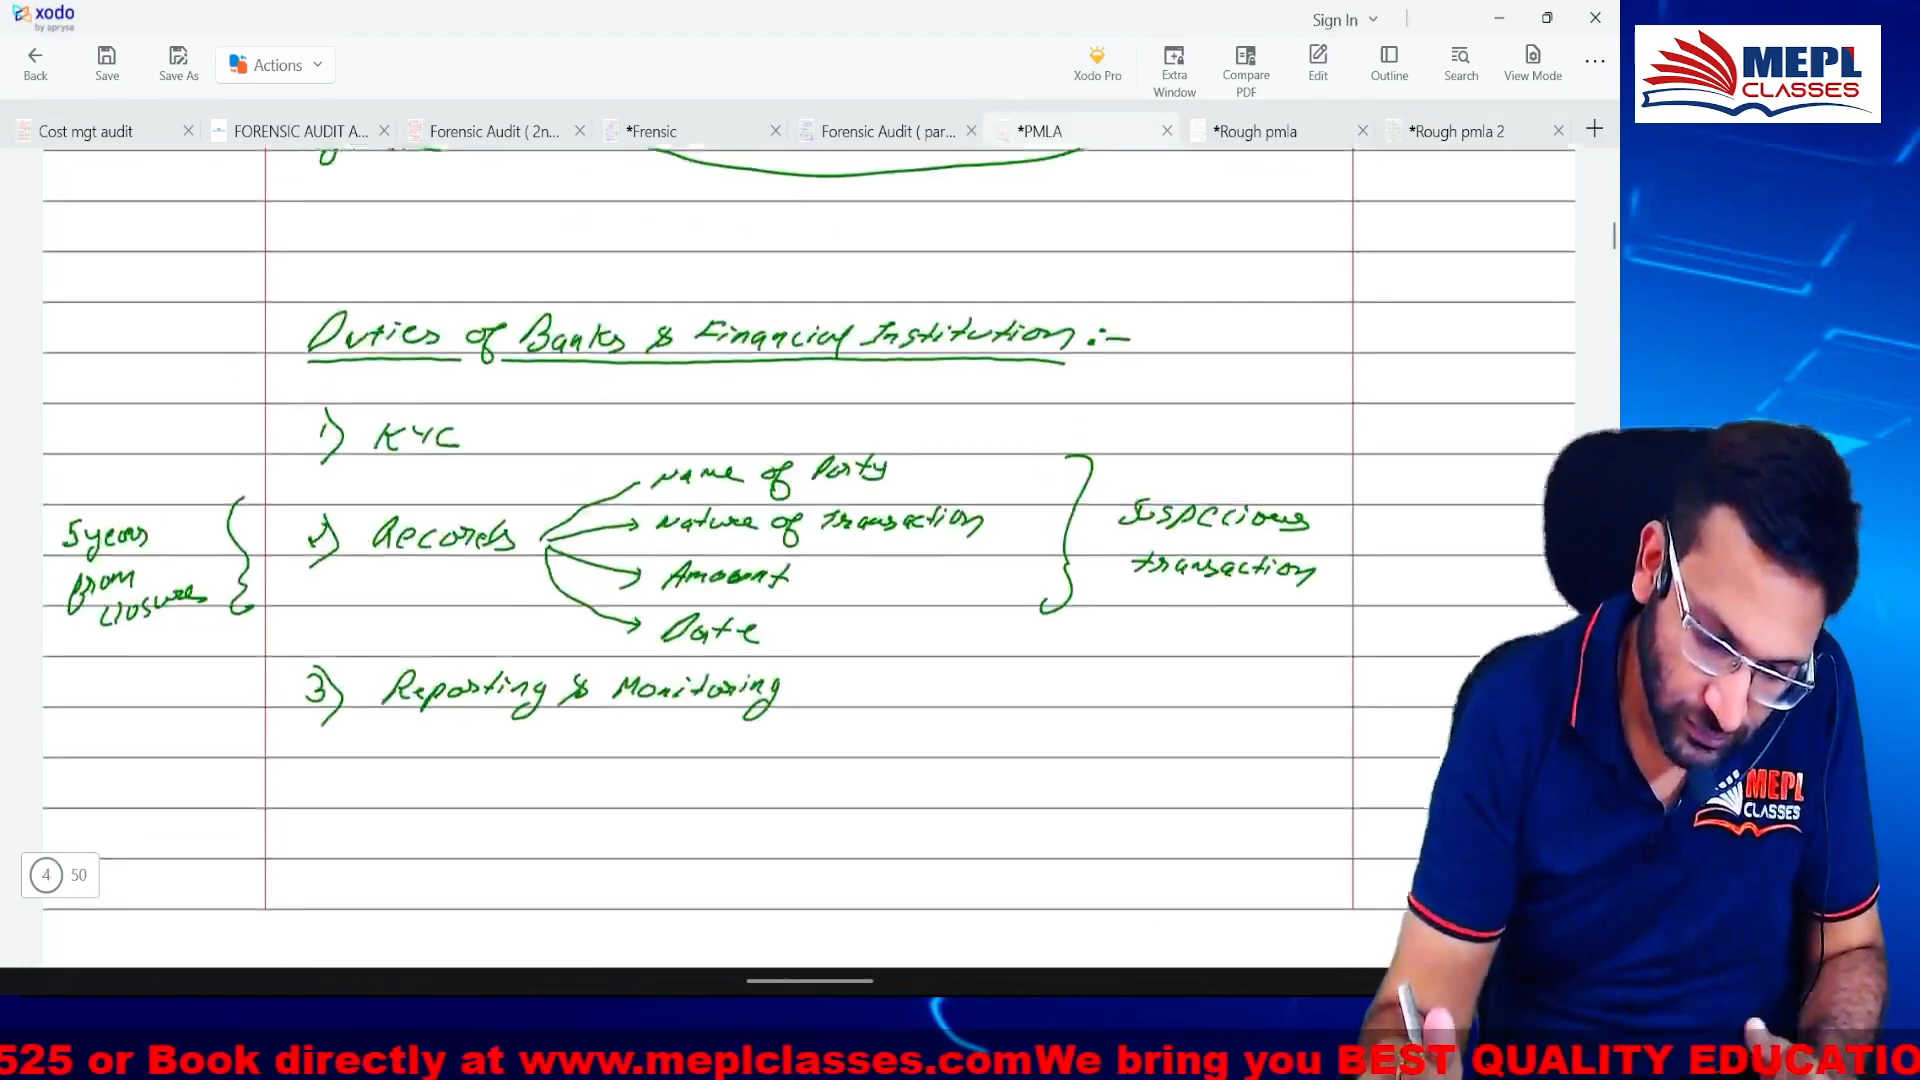 xodo
by apryse
Sign In
Back
Save
Save As
Actions
Xodo Pro
Extra Window
Compare PDF
Edit
Outline
Search
View Mode
Cost mgt audit
FORENSIC AUDIT A...
Forensic Audit ( 2n...
*Frensic
Forensic Audit ( par...
*PMLA
*Rough pmla
*Rough pmla 2
MEPL
CLASSES
Duties of Banks & Financial Institution :-
1) KYC
2) Records
Name of Party
Nature of Transaction
Amount
Date
5 years
from
closures
Suspecious
transaction
3) Reporting & Monitoring
4 50
MEPL
CLASSES
525 or Book directly at www.meplclasses.comWe bring you BEST QUALITY EDUCATIO